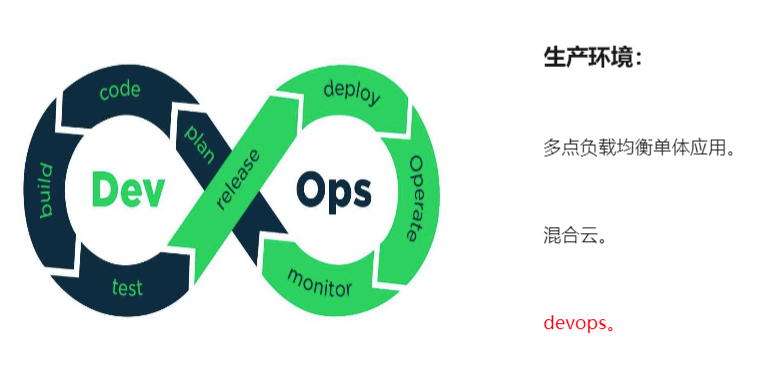 code
plan
build
Dev
test
release
deploy
Ops
Operate
monitor
生产环境：
多点负载均衡单体应用。
混合云。
devops。